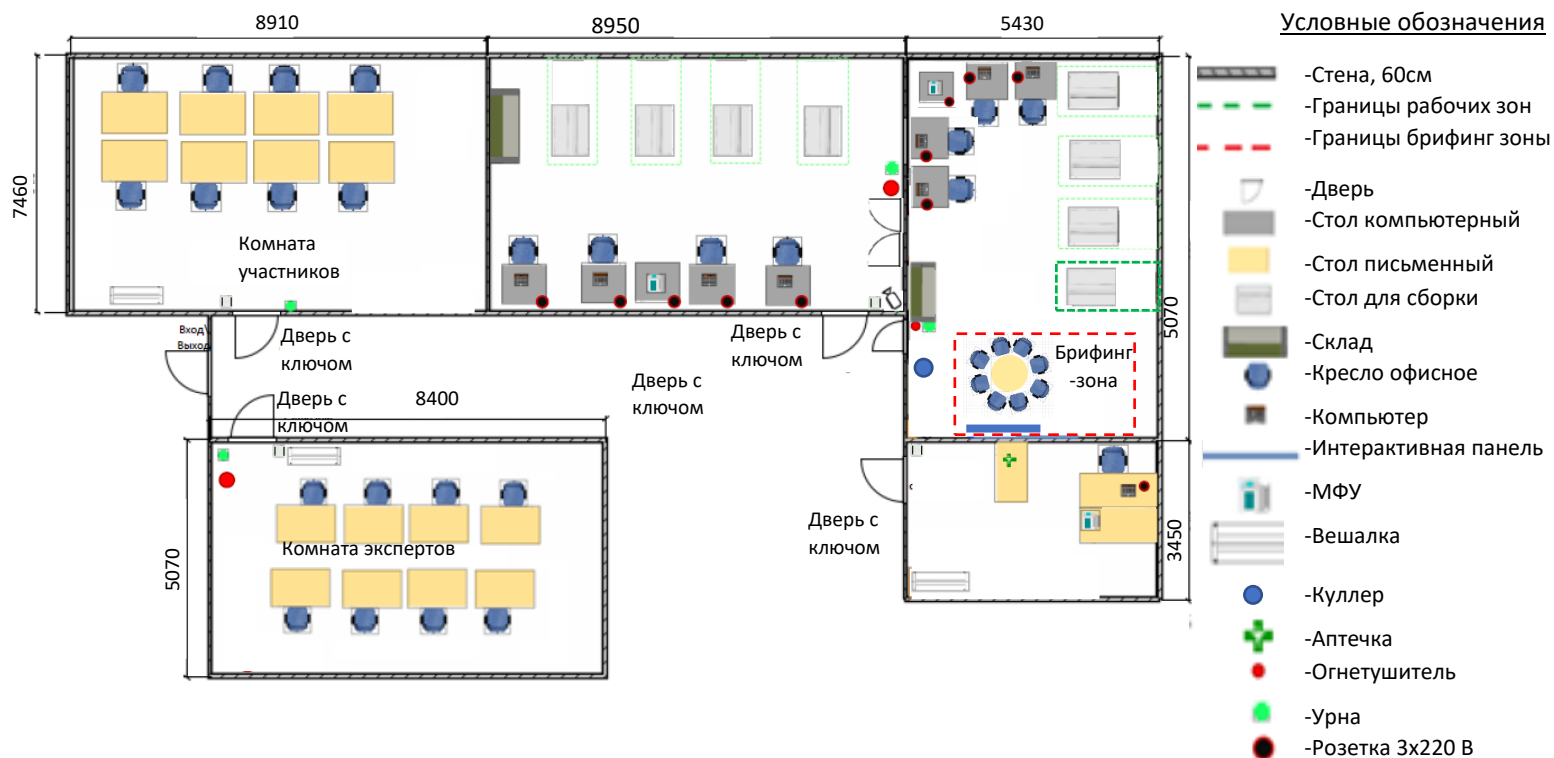 8910
8950
5430
Условные обозначения
-Стена, 60см
-Границы рабочих зон
-Границы брифинг зоны
-Дверь
-Стол компьютерный
-Стол письменный
-Стол для сборки
-Склад
-Кресло офисное
-Компьютер
-Интерактивная панель
-МФУ
-Вешалка
-Куллер
-Аптечка
-Огнетушитель
-Урна
-Розетка 3х220 В
7460
Комната
участников
Вход\
Выход
Дверь с
ключом
Дверь с
ключом
Дверь с
ключом
Дверь с
ключом
8400
Брифинг
-зона
5070
5070
Комната экспертов
Дверь с
ключом
3450